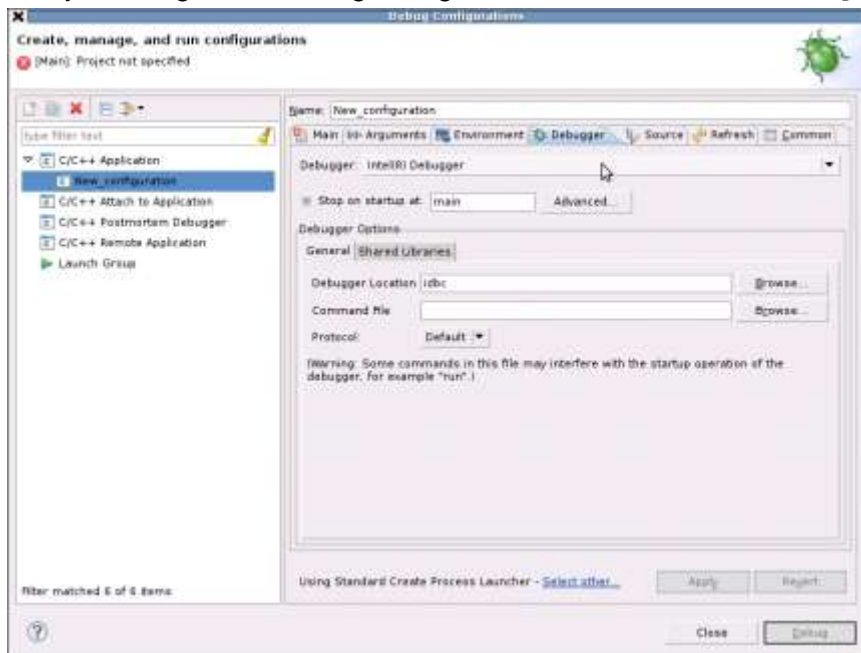 Debug Configurations
Create, manage, and run configurations
[Main]: Project not specified
Name: New_configuration
type filter text
Main Arguments Environment Debugger Source Refresh Common
C/C++ Application
New_configuration
C/C++ Attach to Application
C/C++ Postmortem Debugger
C/C++ Remote Application
Launch Group
Debugger: Intel(R) Debugger
Stop on startup at: main Advanced...
Debugger Options
General Shared Libraries
Debugger Location idbc Browse...
Command file Browse...
Protocol: Default
(Warning: Some commands in this file may interfere with the startup operation of the
debugger, for example "run".)
Using Standard Create Process Launcher - Select other... Apply Revert
Filter matched 6 of 6 items
Close Debug